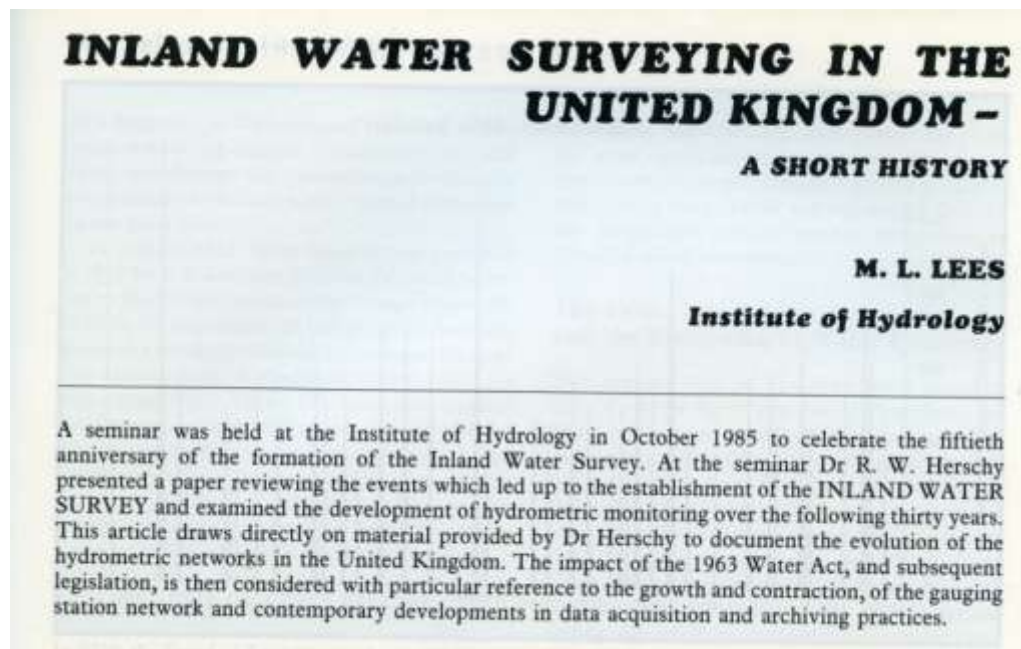 INLAND WATER SURVEYING IN THE
UNITED KINGDOM –
A SHORT HISTORY
M. L. LEES
Institute of Hydrology
A seminar was held at the Institute of Hydrology in October 1985 to celebrate the fiftieth
anniversary of the formation of the Inland Water Survey. At the seminar Dr R. W. Herschy
presented a paper reviewing the events which led up to the establishment of the INLAND WATER
SURVEY and examined the development of hydrometric monitoring over the following thirty years.
This article draws directly on material provided by Dr Herschy to document the evolution of the
hydrometric networks in the United Kingdom. The impact of the 1963 Water Act, and subsequent
legislation, is then considered with particular reference to the growth and contraction, of the gauging
station network and contemporary developments in data acquisition and archiving practices.